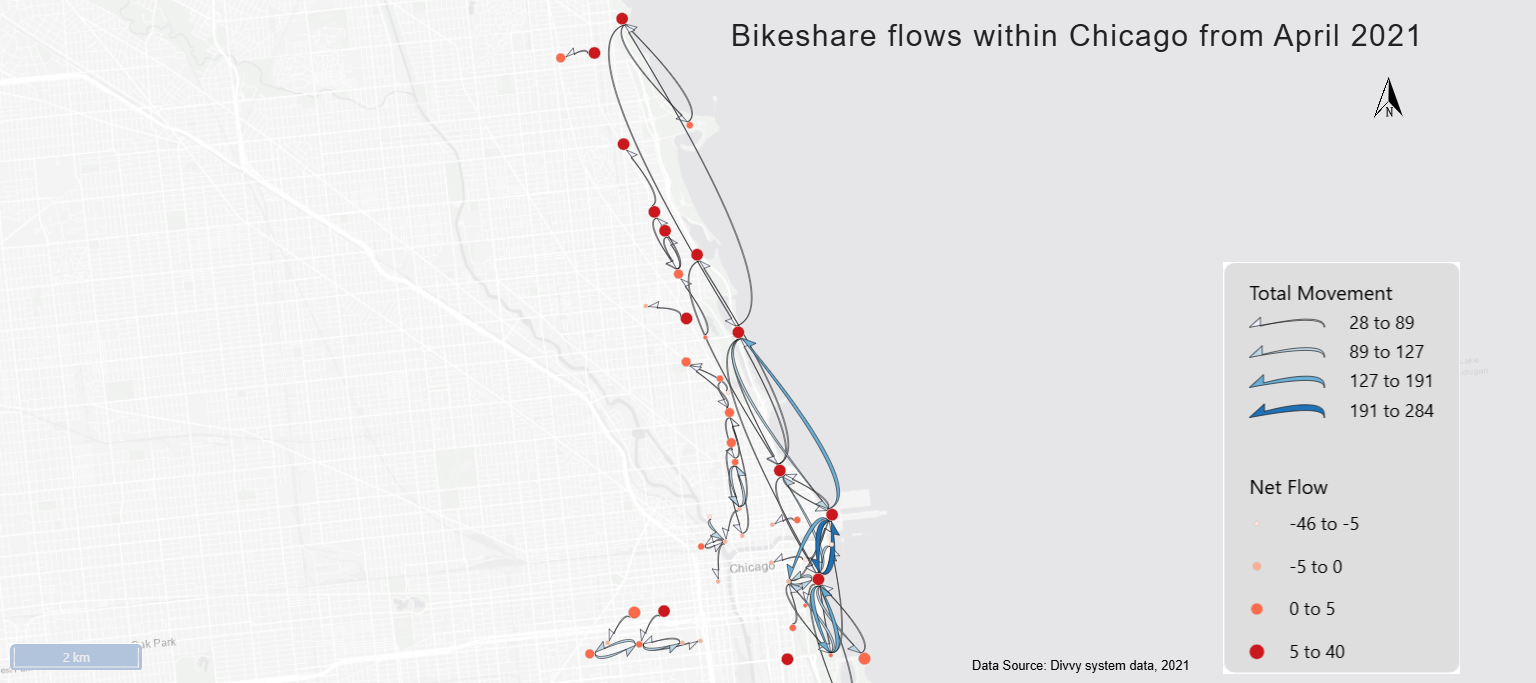 Bikeshare flows within Chicago from April 2021
N
Total Movement
28 to 89
89 to 127
127 to 191
191 to 284
Net Flow
-46 to -5
-5 to 0
0 to 5
5 to 40
Chicago
Oak Park
2 km
Data Source: Divvy system data, 2021